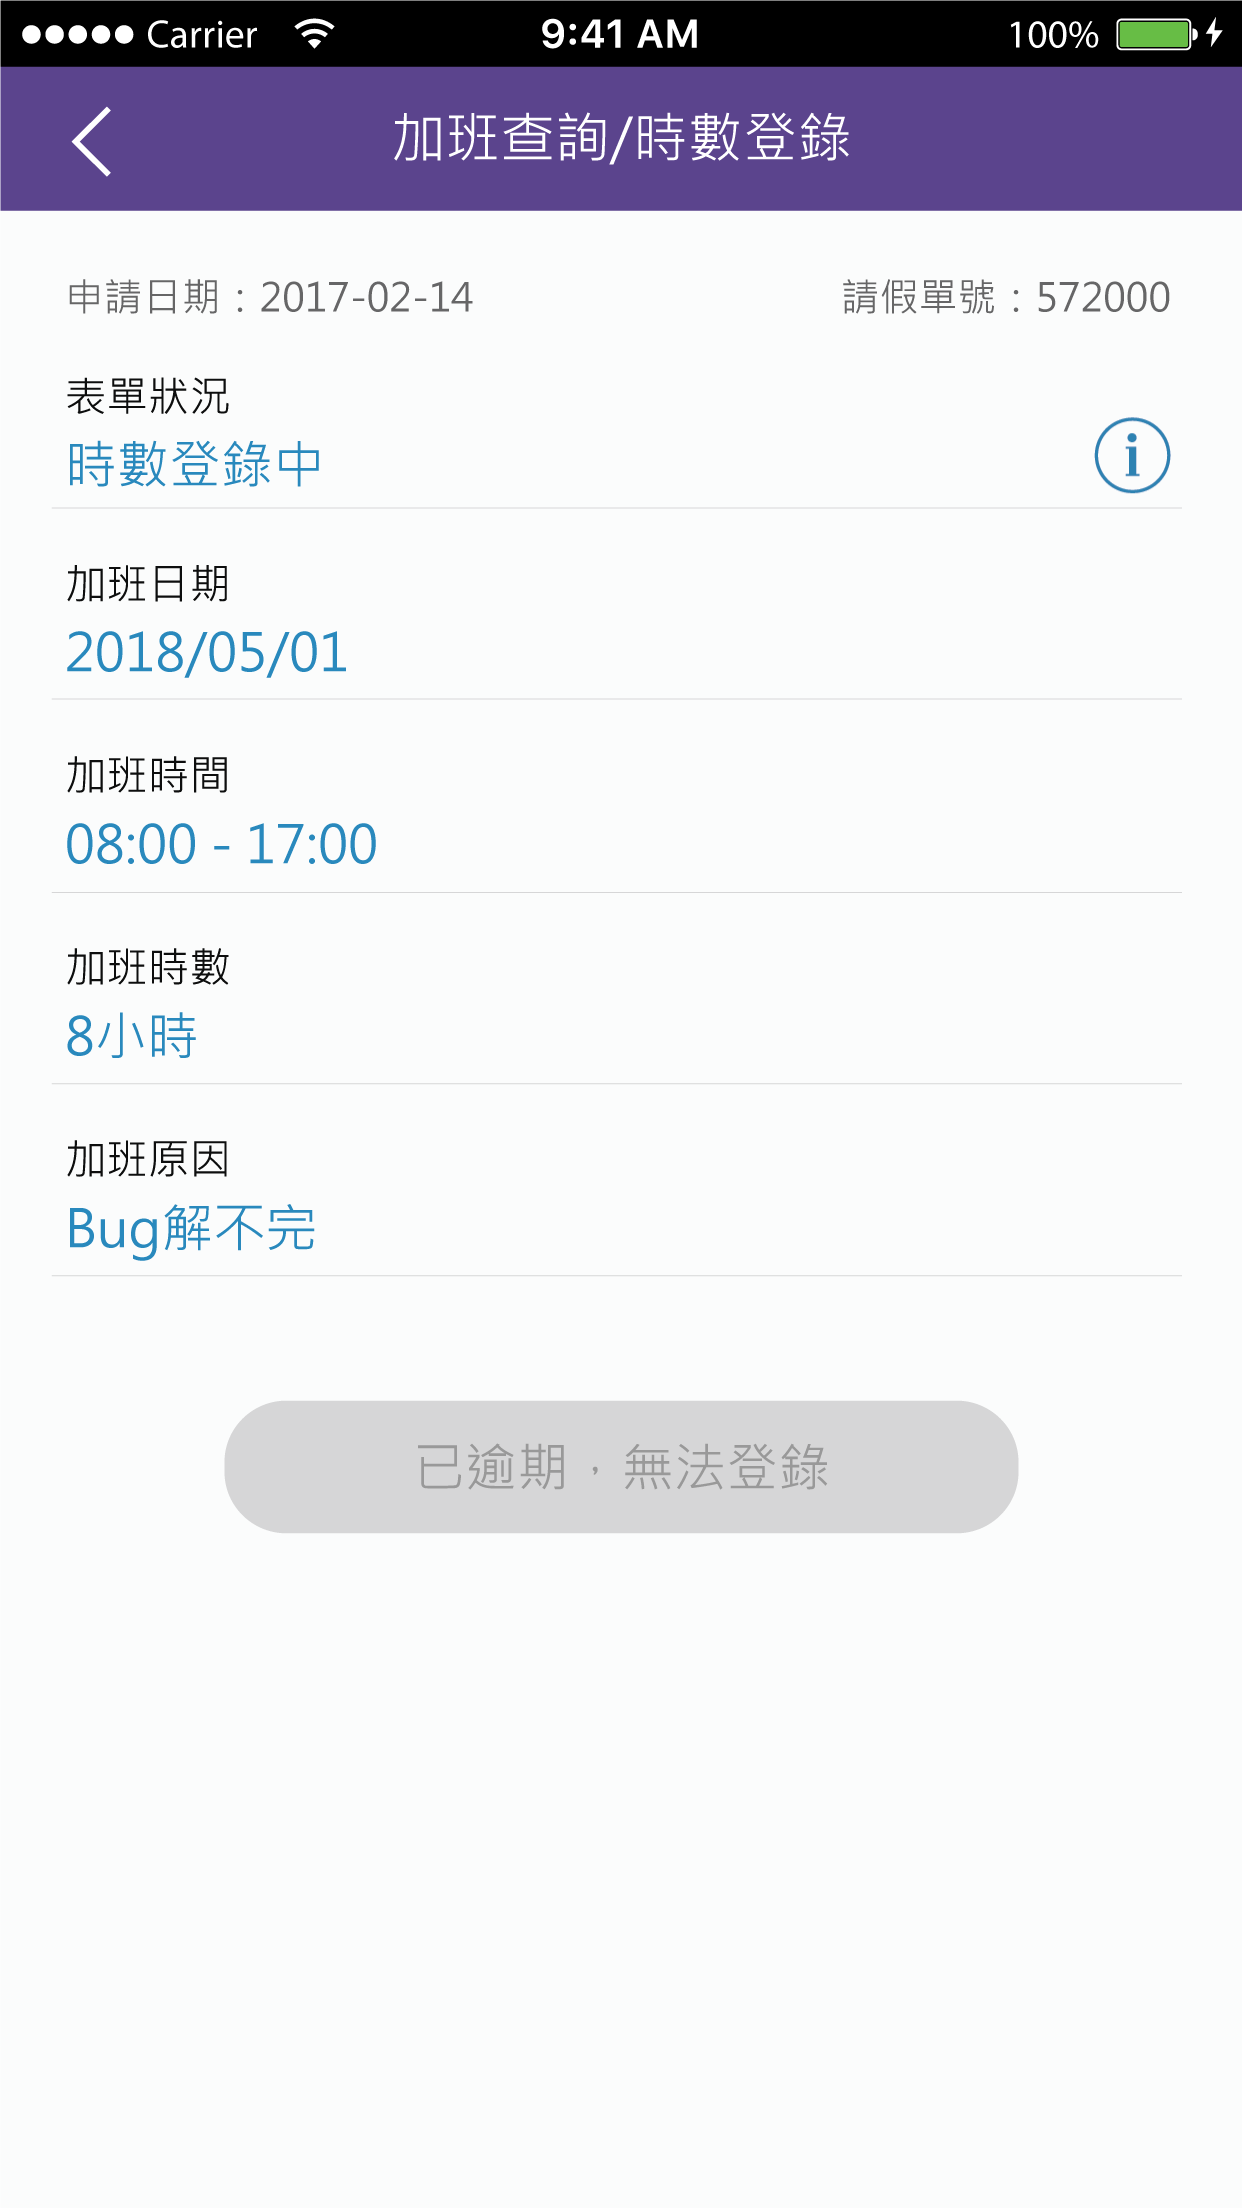 Carrier 9:41 AM 100%
加班查詢/時數登錄
申請日期：2017-02-14 請假單號：572000
表單狀況
時數登錄中
i
加班日期
2018/05/01
加班時間
08:00 - 17:00
加班時數
8小時
加班原因
Bug解不完
已逾期，無法登錄